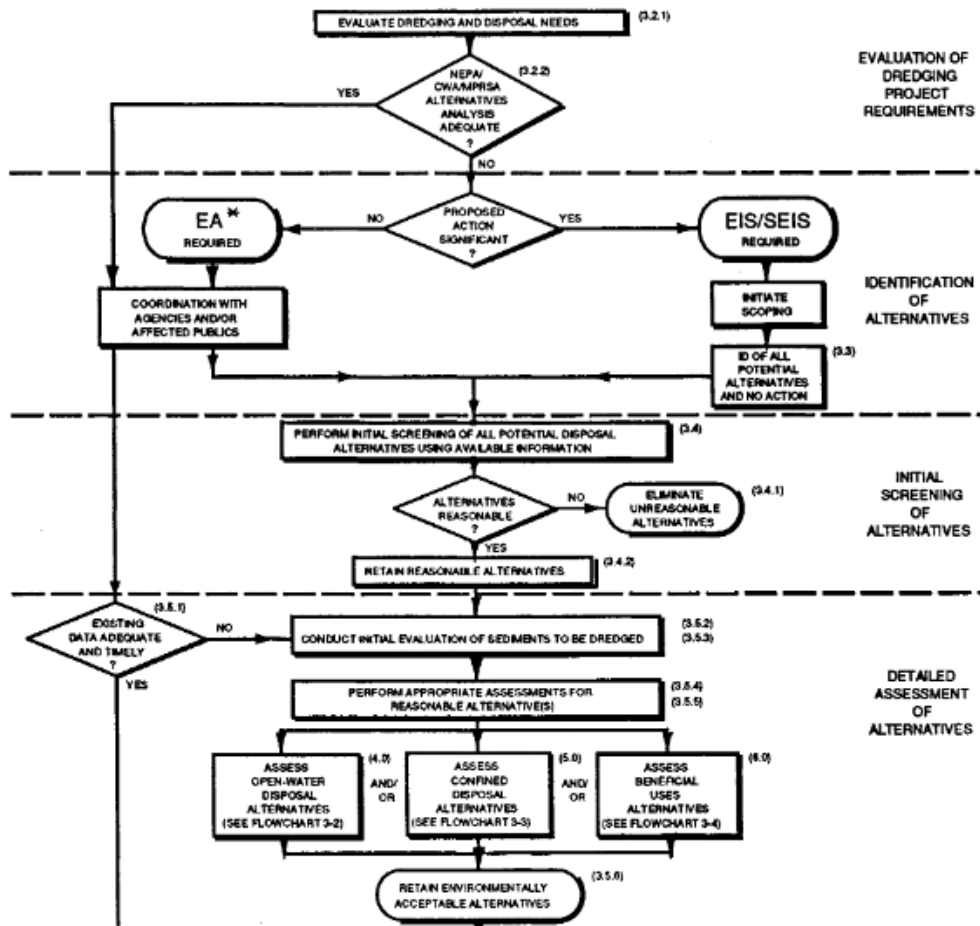 EVALUATE DREDGING AND DISPOSAL NEEDS
(3.2.1)
NEPA/
CWA/MPRSA
ALTERNATIVES
ANALYSIS
ADEQUATE
?
(3.2.2)
YES
NO
EVALUATION OF
DREDGING
PROJECT
REQUIREMENTS
EA *
REQUIRED
NO
PROPOSED
ACTION
SIGNIFICANT
?
YES
EIS/SEIS
REQUIRED
COORDINATION WITH
AGENCIES AND/OR
AFFECTED PUBLICS
INITIATE
SCOPING
ID OF ALL
POTENTIAL
ALTERNATIVES
AND NO ACTION
(3.3)
IDENTIFICATION
OF
ALTERNATIVES
PERFORM INITIAL SCREENING OF ALL POTENTIAL DISPOSAL
ALTERNATIVES USING AVAILABLE INFORMATION
(3.4)
ALTERNATIVES
REASONABLE
?
NO
ELIMINATE
UNREASONABLE
ALTERNATIVES
(3.4.1)
YES
RETAIN REASONABLE ALTERNATIVES
(3.4.2)
INITIAL
SCREENING
OF
ALTERNATIVES
EXISTING
DATA ADEQUATE
AND TIMELY
?
(3.5.1)
NO
YES
CONDUCT INITIAL EVALUATION OF SEDIMENTS TO BE DREDGED
(3.5.2)
(3.5.3)
PERFORM APPROPRIATE ASSESSMENTS FOR
REASONABLE ALTERNATIVE(S)
(3.5.4)
(3.5.5)
DETAILED
ASSESSMENT
OF
ALTERNATIVES
ASSESS
OPEN-WATER
DISPOSAL
ALTERNATIVES
(SEE FLOWCHART 3-2)
(4.0)
AND/
OR
ASSESS
CONFINED
DISPOSAL
ALTERNATIVES
(SEE FLOWCHART 3-3)
(5.0)
AND/
OR
ASSESS
BENEFICIAL
USES
ALTERNATIVES
(SEE FLOWCHART 3-4)
(6.0)
RETAIN ENVIRONMENTALLY
ACCEPTABLE ALTERNATIVES
(3.5.6)